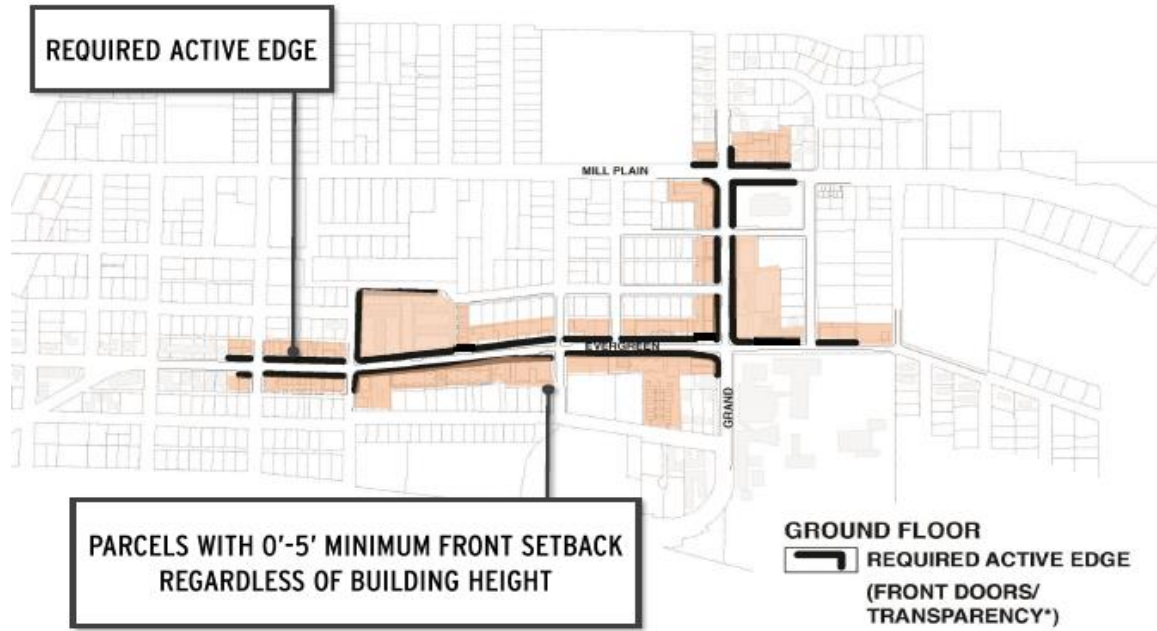 REQUIRED ACTIVE EDGE
MILL PLAIN
EVERGREEN
GRAND
PARCELS WITH 0'-5' MINIMUM FRONT SETBACK
REGARDLESS OF BUILDING HEIGHT
GROUND FLOOR
REQUIRED ACTIVE EDGE
(FRONT DOORS/
TRANSPARENCY*)